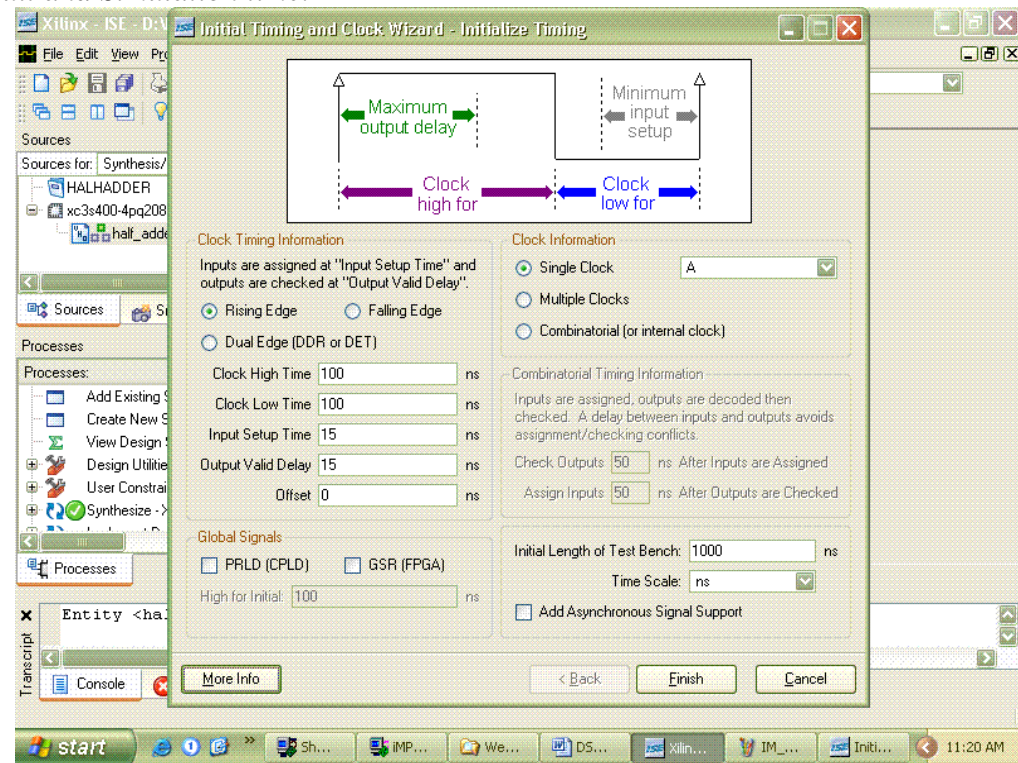 Xilinx - ISE - D:\
Initial Timing and Clock Wizard - Initialize Timing
File Edit View
Sources
Sources for: Synthesis/
HALHADDER
xc3s400-4pq208
half_adde
Sources
Processes
Processes:
Add Existing
Create New
View Design
Design Utilitie
User Constrai
Synthesize -
Processes
Maximum
output delay
Minimum
input
setup
Clock
high for
Clock
low for
Clock Timing Information
Inputs are assigned at "Input Setup Time" and
outputs are checked at "Output Valid Delay".
Rising Edge
Falling Edge
Dual Edge (DDR or DET)
Clock High Time 100 ns
Clock Low Time 100 ns
Input Setup Time 15 ns
Output Valid Delay 15 ns
Offset 0 ns
Global Signals
PRLD (CPLD)
GSR (FPGA)
High for Initial: 100 ns
Clock Information
Single Clock A
Multiple Clocks
Combinatorial (or internal clock)
Combinatorial Timing Information
Inputs are assigned, outputs are decoded then
checked. A delay between inputs and outputs avoids
assignment/checking conflicts.
Check Outputs 50 ns After Inputs are Assigned
Assign Inputs 50 ns After Outputs are Checked
Initial Length of Test Bench: 1000 ns
Time Scale: ns
Add Asynchronous Signal Support
More Info
< Back
Finish
Cancel
Transcript
Entity <ha
Console
start
Sh...
iMP...
We...
DS...
Xilin...
IM_...
Initi...
11:20 AM